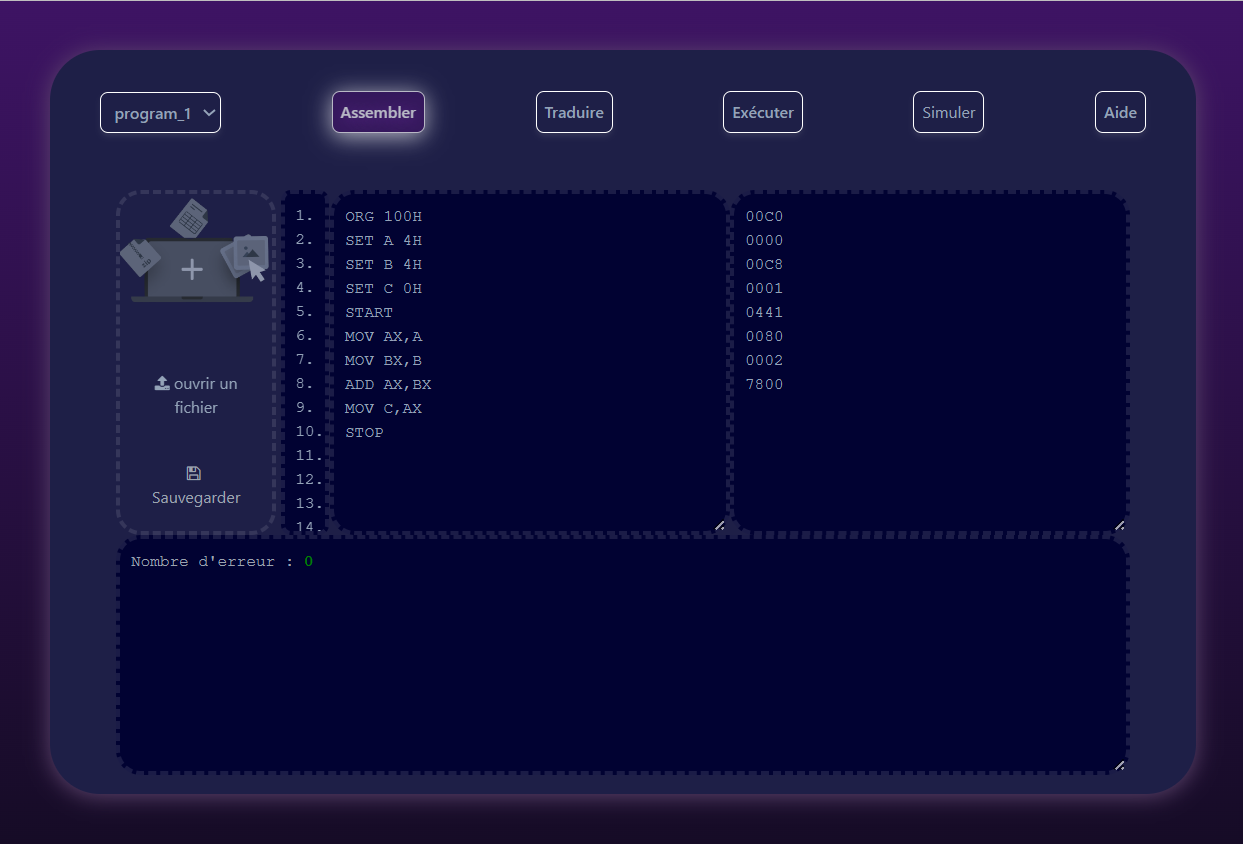 program_1
Assembler
Traduire
Exécuter
Simuler
Aide
zip
ouvrir un
fichier
Sauvegarder
1. ORG 100H
2. SET A 4H
3. SET B 4H
4. SET C 0H
5. START
6. MOV AX,A
7. MOV BX,B
8. ADD AX,BX
9. MOV C,AX
10. STOP
11.
12.
13.
14.
00C0
0000
00C8
0001
0441
0080
0002
7800
Nombre d'erreur : 0